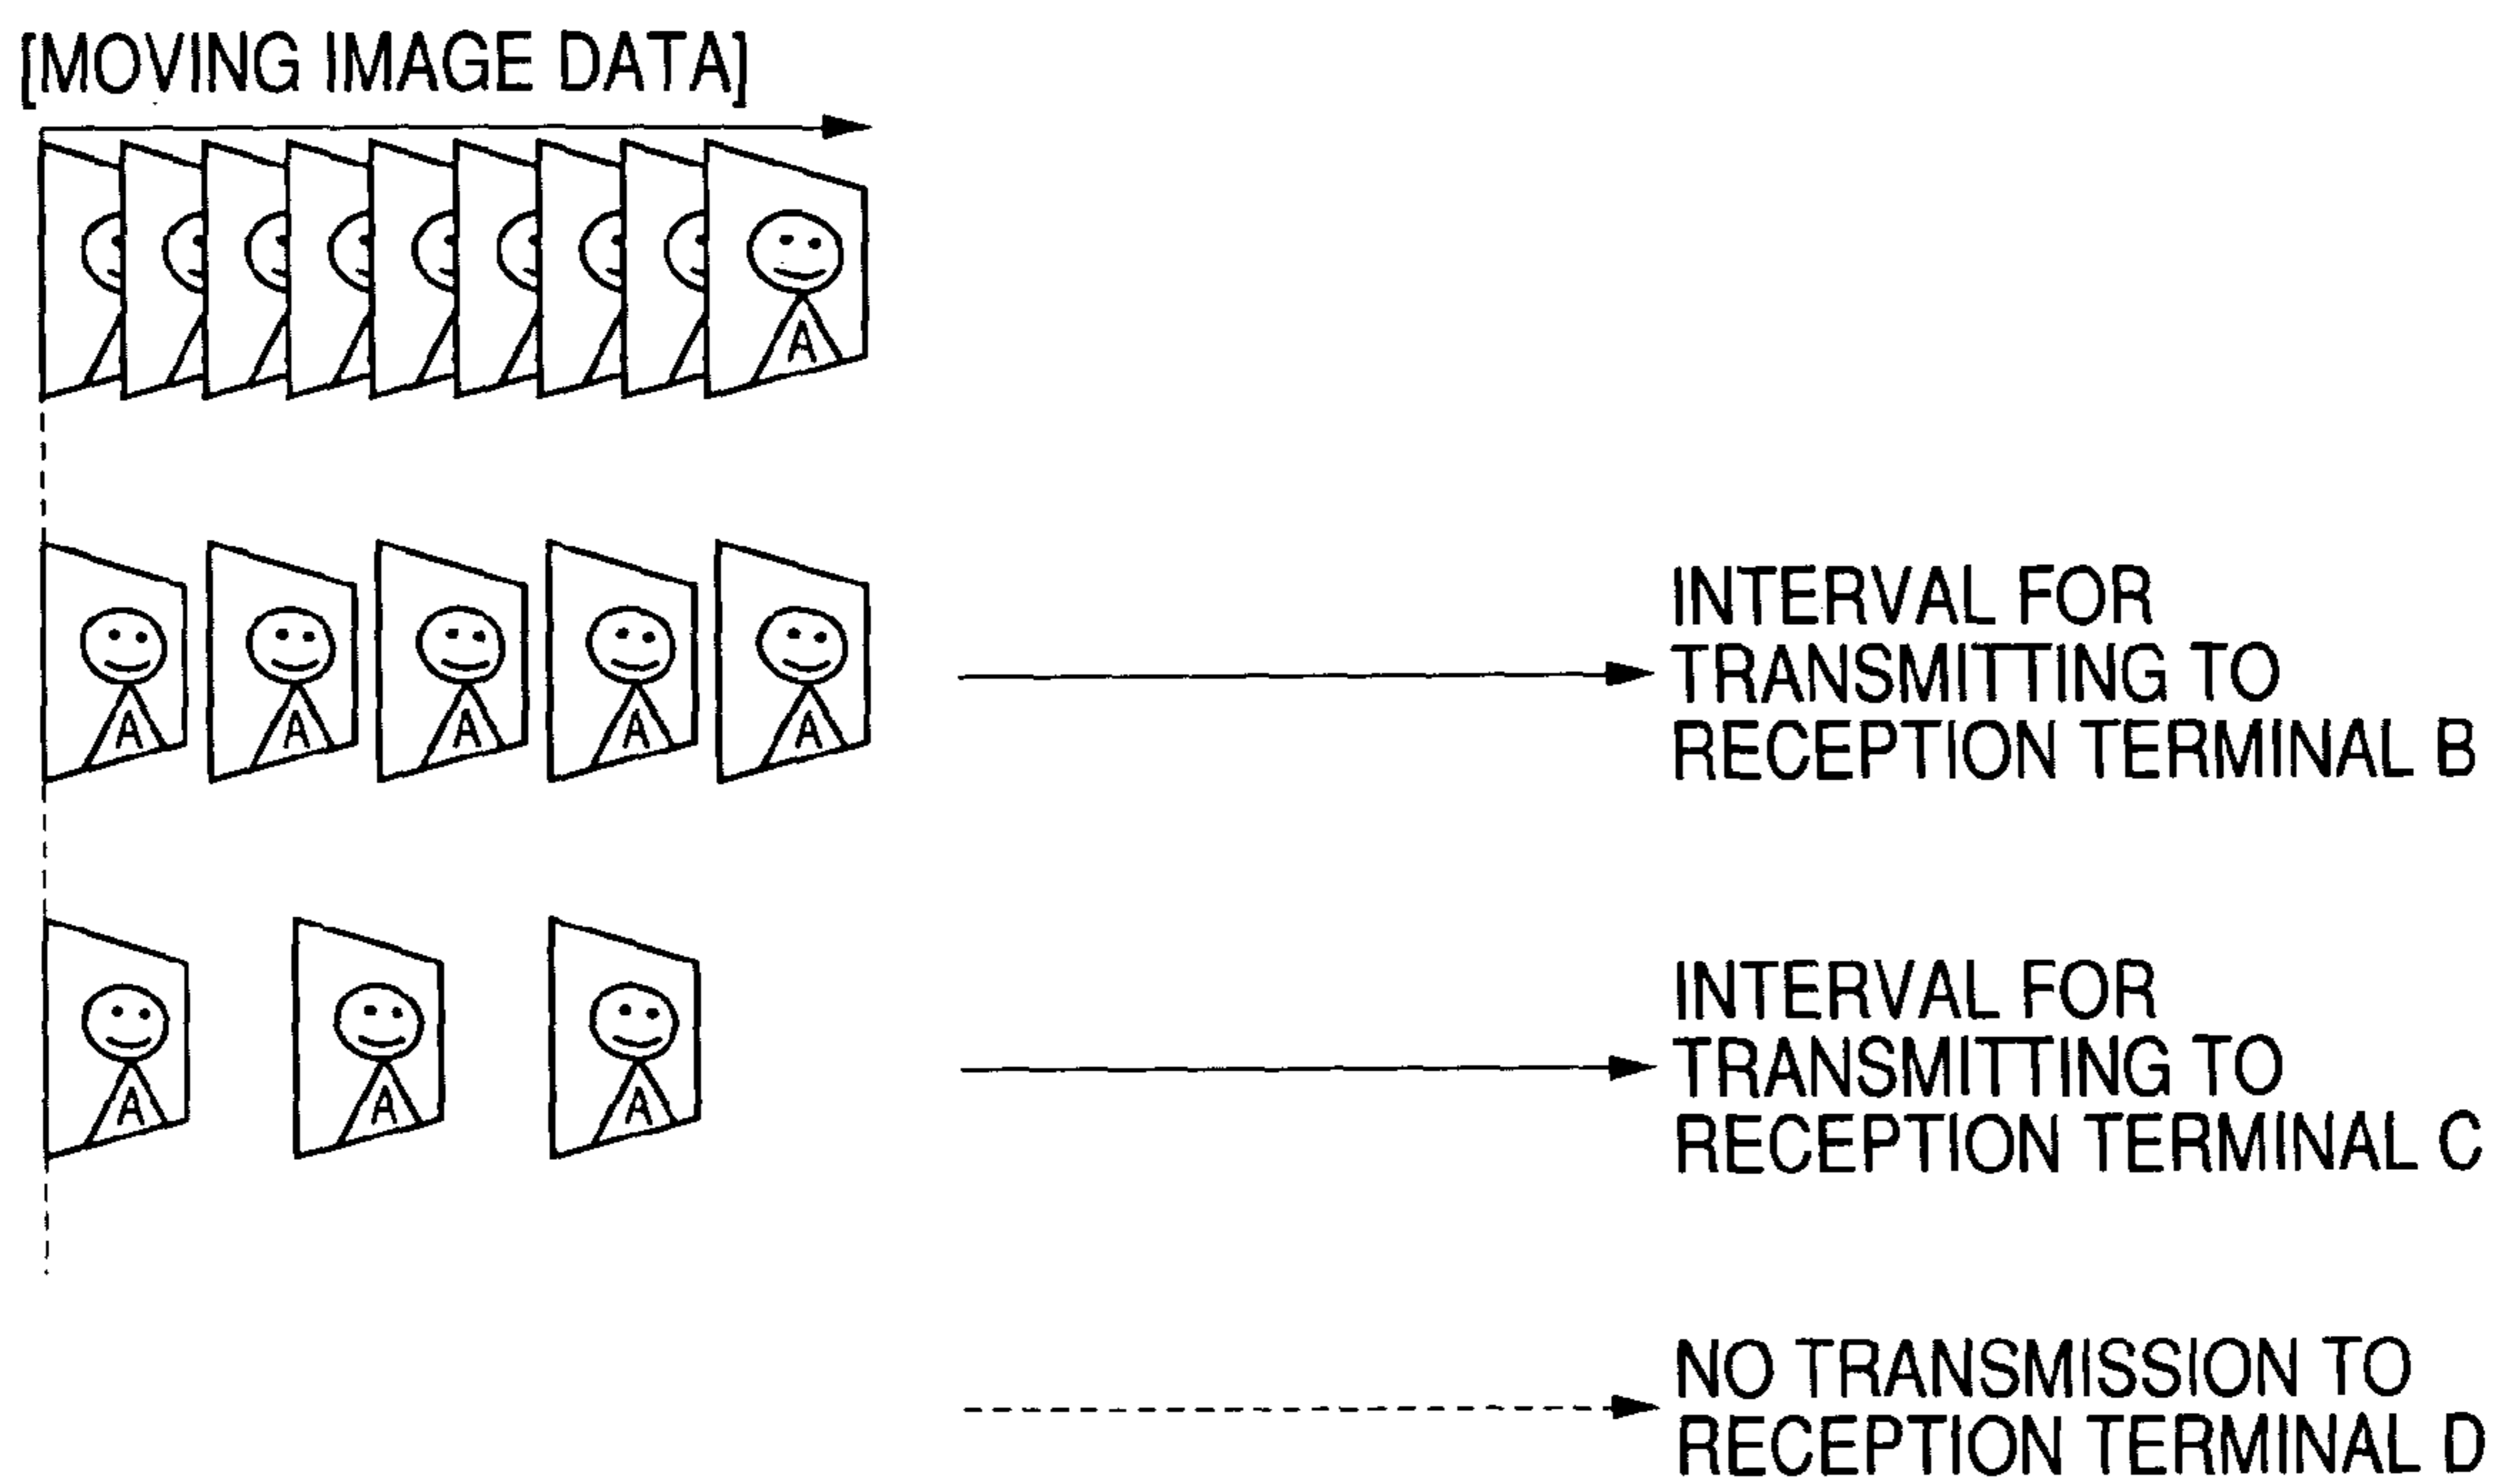 [MOVING IMAGE DATA]
A
A A A A A
INTERVAL FOR
TRANSMITTING TO
RECEPTION TERMINAL B
A A A
INTERVAL FOR
TRANSMITTING TO
RECEPTION TERMINAL C
NO TRANSMISSION TO
RECEPTION TERMINAL D